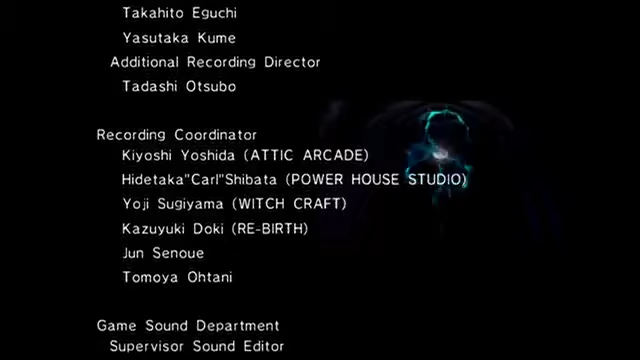 Takahito Eguchi
Yasutaka Kume
Additional Recording Director
Tadashi Otsubo
Recording Coordinator
Kiyoshi Yoshida (ATTIC ARCADE)
Hidetaka"Carl"Shibata (POWER HOUSE STUDIO)
Yoji Sugiyama (WITCH CRAFT)
Kazuyuki Doki (RE-BIRTH)
Jun Senoue
Tomoya Ohtani
Game Sound Department
Supervisor Sound Editor